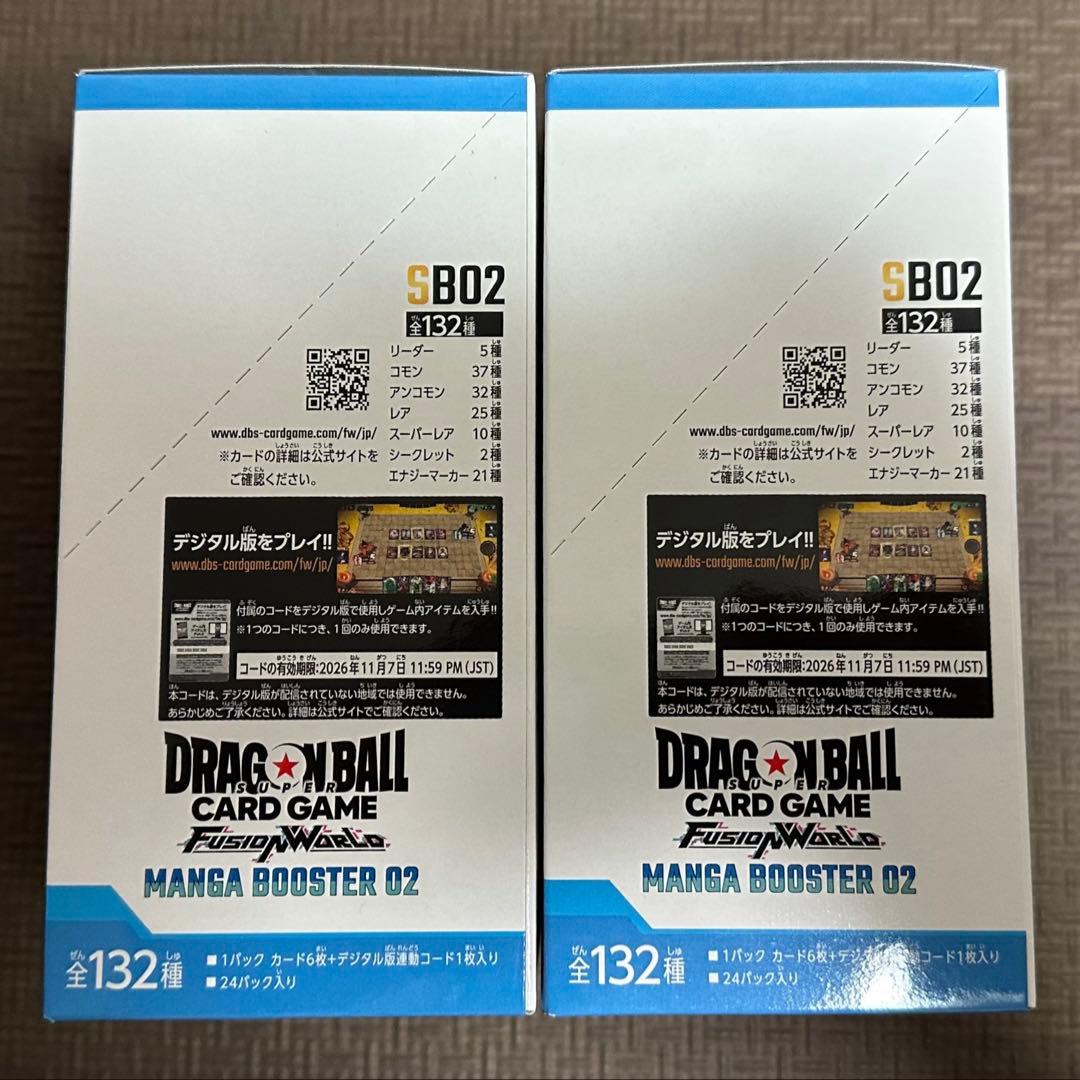 SB02
全132種
リーダー 5種
コモン 37種
アンコモン 32種
レア 25種
スーパーレア 10種
シークレット 2種
エナジーマーカー 21種
www.dbs-cardgame.com/fw/jp/
※カードの詳細は公式サイトを
ご確認ください。
デジタル版をプレイ!!
www.dbs-cardgame.com/fw/jp/
付属のコードをデジタル版で使用しゲーム内アイテムを入手!!
※1つのコードにつき、1回のみ使用できます。
コードの有効期限:2026年11月7日 11:59 PM (JST)
本コードは、デジタル版が配信されていない地域では使用できません。
あらかじめご了承ください。詳細は公式サイトでご確認ください。
DRAGON BALL
SUPER
CARD GAME
FUSION WORLD
MANGA BOOSTER 02
全132種
■1パック カード6枚+デジタル版連動コード1枚入り
■24パック入り
SB02
全132種
リーダー 5種
コモン 37種
アンコモン 32種
レア 25種
スーパーレア 10種
シークレット 2種
エナジーマーカー 21種
www.dbs-cardgame.com/fw/jp/
※カードの詳細は公式サイトを
ご確認ください。
デジタル版をプレイ!!
www.dbs-cardgame.com/fw/jp/
付属のコードをデジタル版で使用しゲーム内アイテムを入手!!
※1つのコードにつき、1回のみ使用できます。
コードの有効期限:2026年11月7日 11:59 PM (JST)
本コードは、デジタル版が配信されていない地域では使用できません。
あらかじめご了承ください。詳細は公式サイトでご確認ください。
DRAGON BALL
SUPER
CARD GAME
FUSION WORLD
MANGA BOOSTER 02
全132種
■1パック カード6枚+デジタル版連動コード1枚入り
■24パック入り